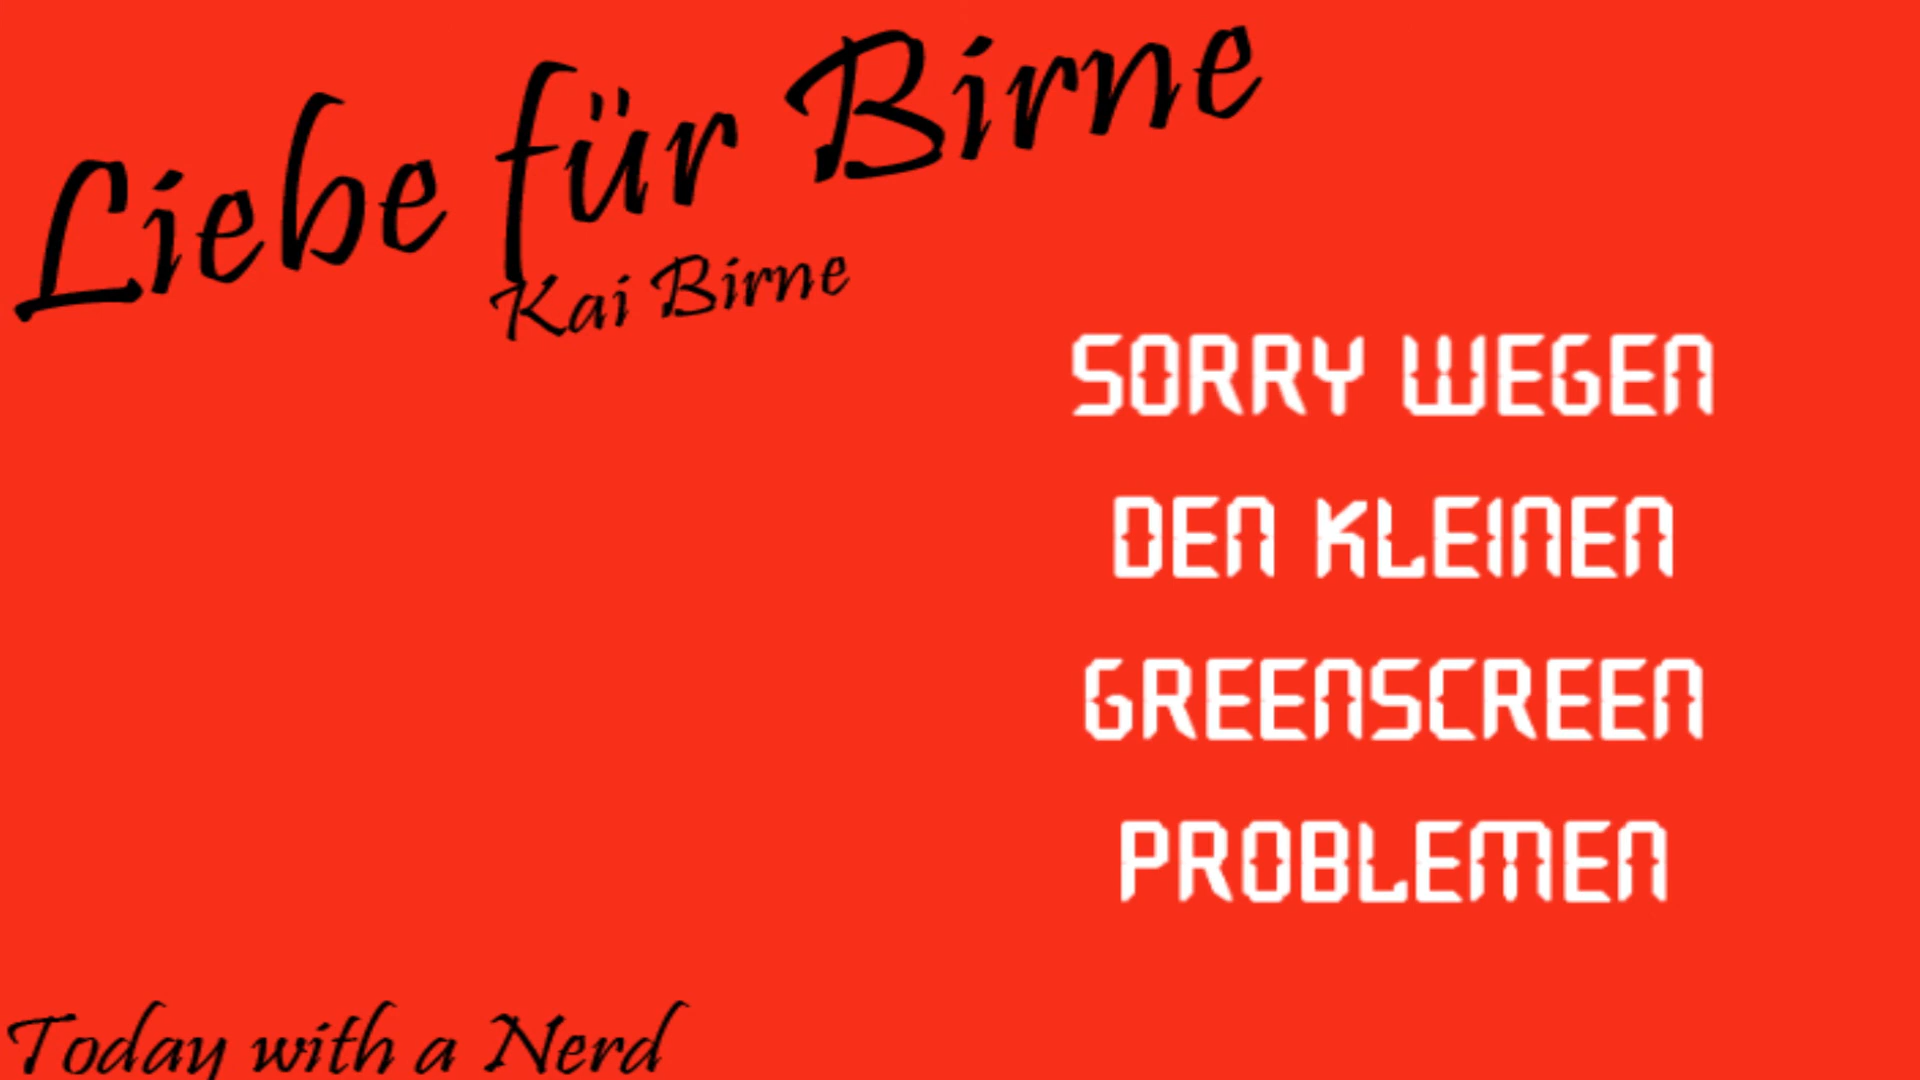 Liebe für Birne
Kai Birne
SORRY WEGEN
DEN KLEINEN
GREENSCREEN
PROBLEMEN
Today with a Nerd